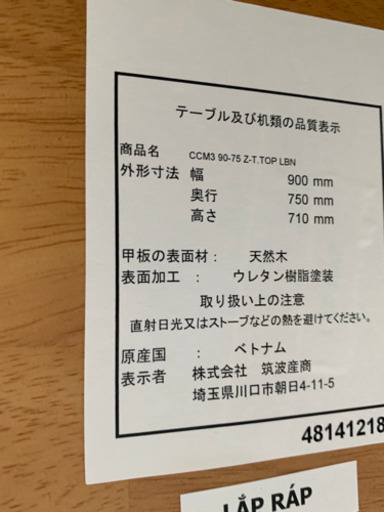 テーブル及び机類の品質表示
商品名 CCM3 90-75 Z-T.TOP LBN
外形寸法 幅 900 mm
奥行 750 mm
高さ 710 mm
甲板の表面材： 天然木
表面加工 ： ウレタン樹脂塗装
取り扱い上の注意
直射日光又はストーブなどの熱を避けてください。
原産国 ： ベトナム
表示者 株式会社 筑波産商
埼玉県川口市朝日4-11-5
48141218
LẮP RÁP